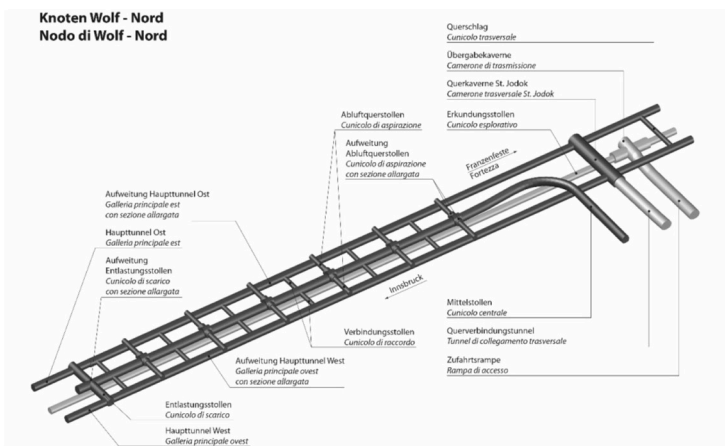 Knoten Wolf - Nord
Nodo di Wolf - Nord
Querschlag
Cunicolo trasversale
Übergabekaverne
Camerone di trasmissione
Querkaverne St. Jodok
Camerone trasversale St. Jodok
Erkundungsstollen
Cunicolo esplorativo
Abluftquerstollen
Cunicolo di aspirazione
Aufweitung
Abluftquerstollen
Cunicolo di aspirazione
con sezione allargata
Franzenfeste
Fortezza
Aufweitung Haupttunnel Ost
Galleria principale est
con sezione allargata
Haupttunnel Ost
Galleria principale est
Aufweitung
Entlastungsstollen
Cunicolo di scarico
con sezione allargata
Innsbruck
Mittelstollen
Cunicolo centrale
Querverbindungstunnel
Tunnel di collegamento trasversale
Zufahrtsrampe
Rampa di accesso
Verbindungsstollen
Cunicolo di raccordo
Aufweitung Haupttunnel West
Galleria principale ovest
con sezione allargata
Entlastungsstollen
Cunicolo di scarico
Haupttunnel West
Galleria principale ovest